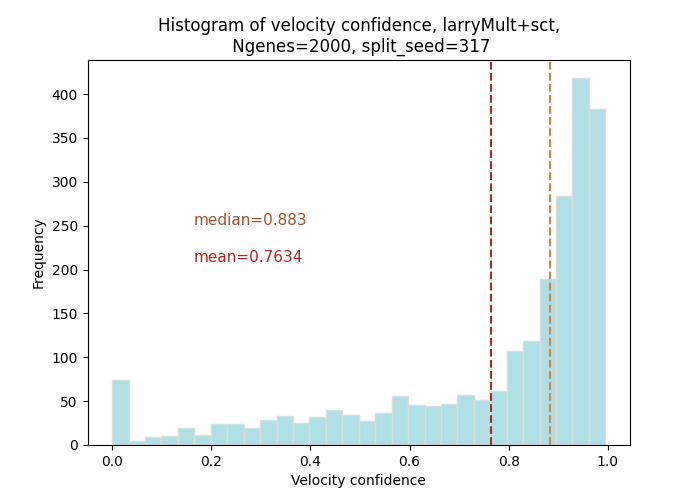 Histogram of velocity confidence, larryMult+sct,
Ngenes=2000, split_seed=317
400
350
300
250
200
150
100
50
0
Frequency
median=0.883
mean=0.7634
0.0 0.2 0.4 0.6 0.8 1.0
Velocity confidence